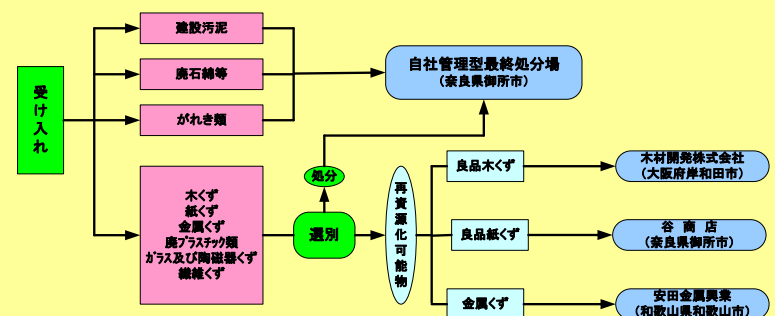 受け入れ
建設汚泥
廃石綿等
がれき類
木くず
紙くず
金属くず
廃プラスチック類
ガラス及び陶磁器くず
繊維くず
処分
選別
自社管理型最終処分場
(奈良県御所市)
再資源化可能物
良品木くず
良品紙くず
金属くず
木材開発株式会社
(大阪府岸和田市)
谷 商 店
(奈良県御所市)
安田金属興業
(和歌山県和歌山市)